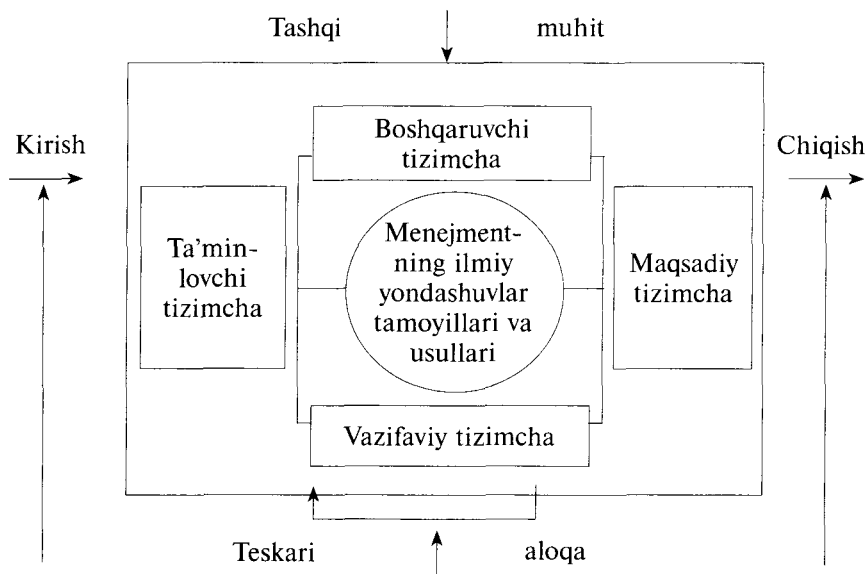 Tashqi muhit
Kirish
Boshqaruvchi
tizimcha
Chiqish
Ta'min-
lovchi
tizimcha
Menejment-
ning ilmiy
yondashuvlar
tamoyillari va
usullari
Maqsadiy
tizimcha
Vazifaviy tizimcha
Teskari aloqa